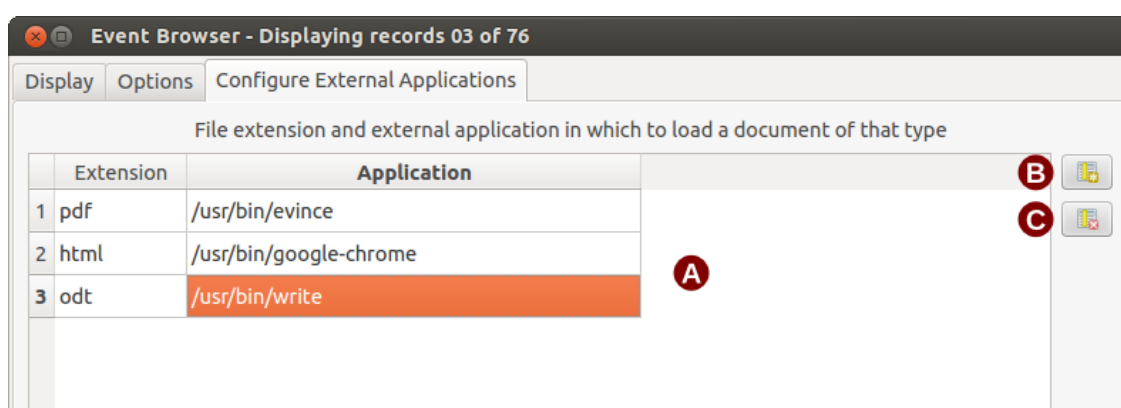 Event Browser - Displaying records 03 of 76
Display Options Configure External Applications
File extension and external application in which to load a document of that type
Extension Application B
1 pdf /usr/bin/evince C
2 html /usr/bin/google-chrome A
3 odt /usr/bin/write